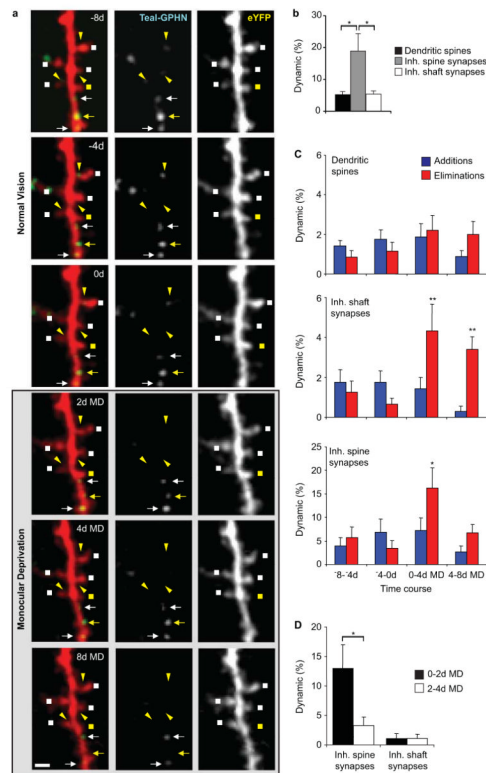 a
-8d
Teal-GPHN
eYFP
-4d
Normal Vision
0d
2d MD
4d MD
Monocular Deprivation
8d MD
b
Dynamic (%)
30
20
10
0
*
*
Dendritic spines
Inh. spine synapses
Inh. shaft synapses
C
Dendritic
spines
Additions
Eliminations
Dynamic (%)
6
4
2
0
Inh. shaft
synapses
Dynamic (%)
6
4
2
0
**
**
Inh. spine
synapses
Dynamic (%)
25
20
15
10
5
0
*
-8--4d
-4-0d
0-4d MD
4-8d MD
Time course
D
Dynamic (%)
20
15
10
5
0
*
0-2d MD
2-4d MD
Inh. spine
synapses
Inh. shaft
synapses